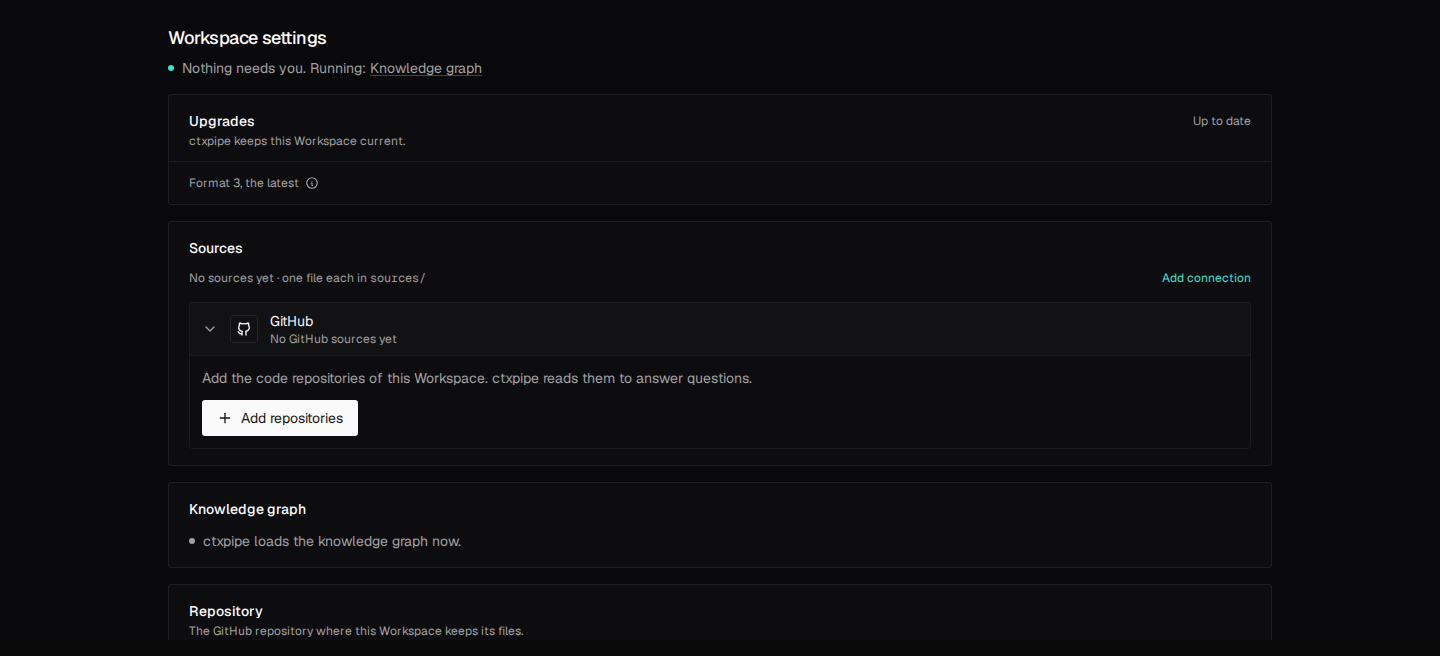 Workspace settings
Nothing needs you. Running: Knowledge graph
Upgrades
Up to date
ctxpipe keeps this Workspace current.
Format 3, the latest
Sources
No sources yet · one file each in sources/
Add connection
GitHub
No GitHub sources yet
Add the code repositories of this Workspace. ctxpipe reads them to answer questions.
Add repositories
Knowledge graph
ctxpipe loads the knowledge graph now.
Repository
The GitHub repository where this Workspace keeps its files.